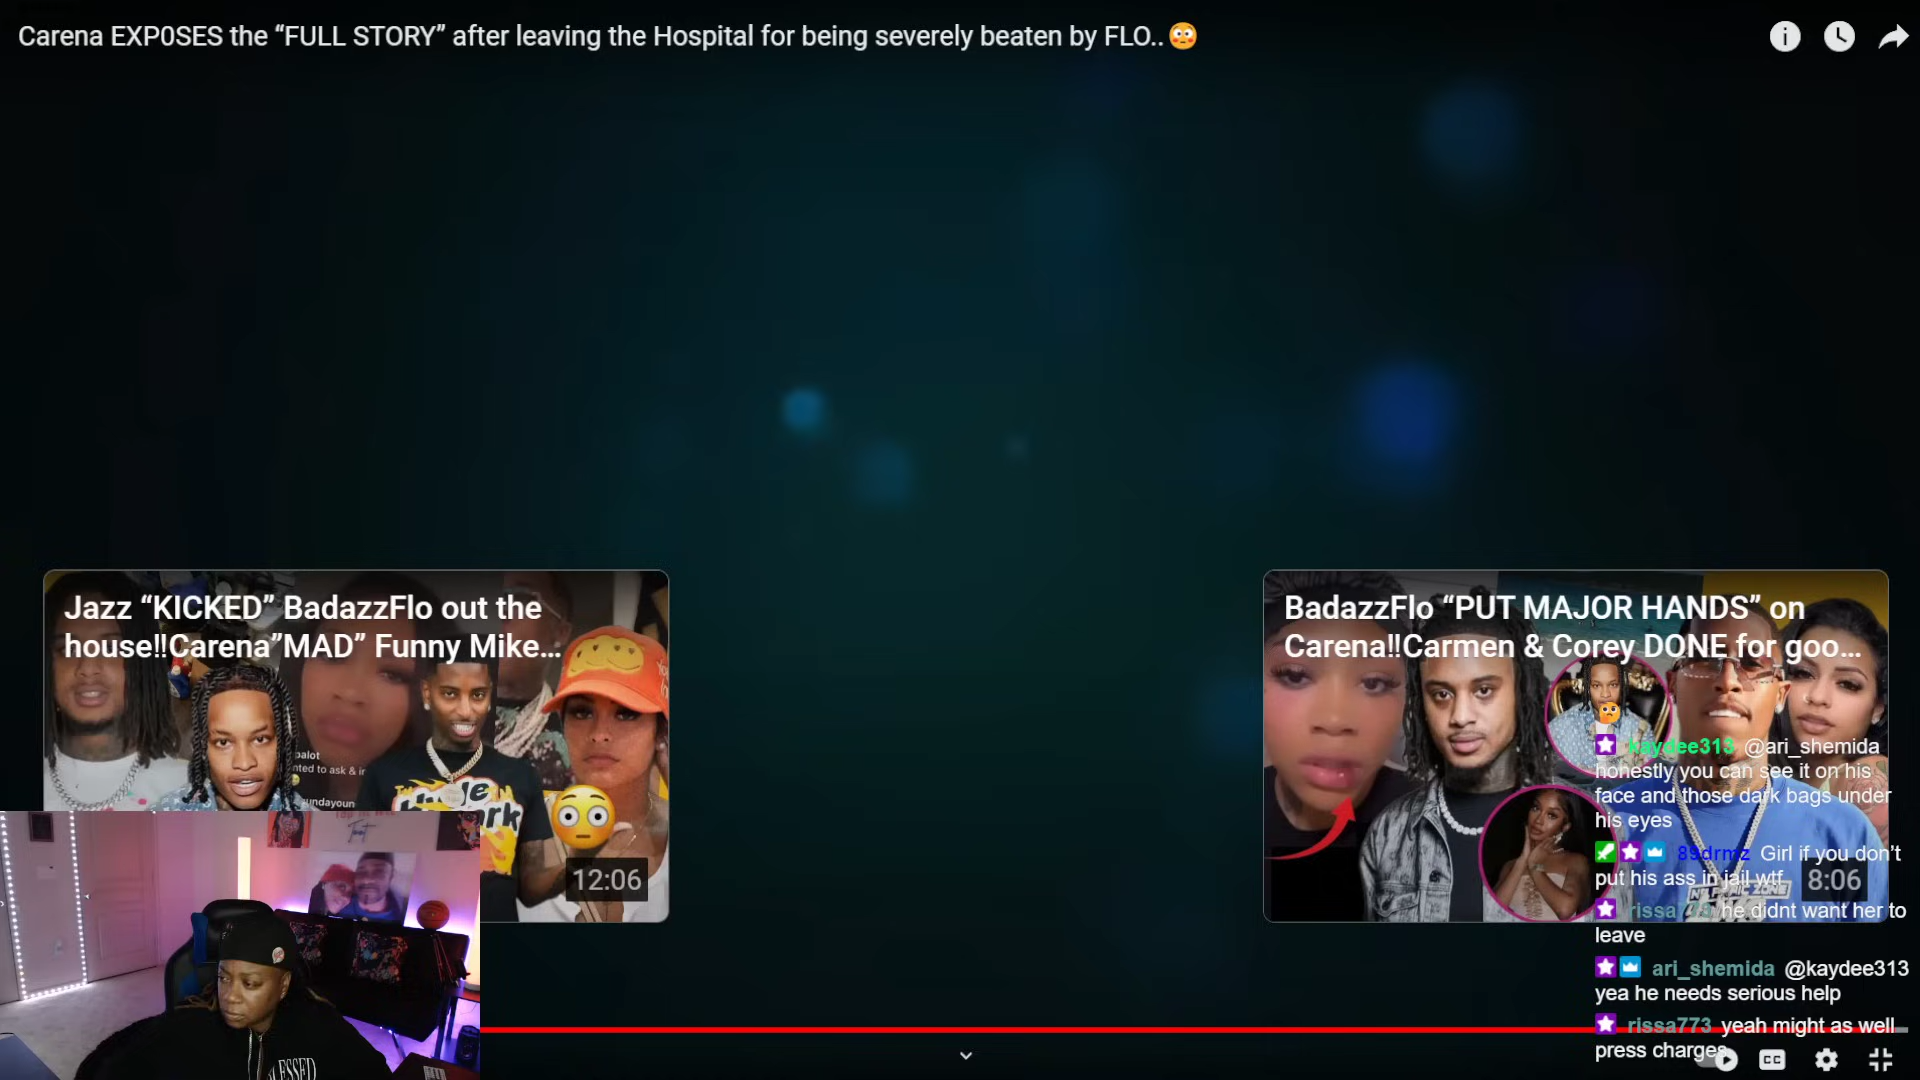 Carena EXP0SES the “FULL STORY” after leaving the Hospital for being severely beaten by FLO..😳
Jazz “KICKED” BadazzFlo out the
house!!Carena”MAD” Funny Mike...
12:06
BadazzFlo “PUT MAJOR HANDS” on
Carena!!Carmen & Corey DONE for goo...
8:06
kaydee313 @ari_shemida
honestly you can see it on his
face and those dark bags under
his eyes
89drmz Girl if you don’t
put his ass in jail wtf
rissa773 he didnt want her to
leave
ari_shemida @kaydee313
yea he needs serious help
rissa773 yeah might as well
press charges
CC